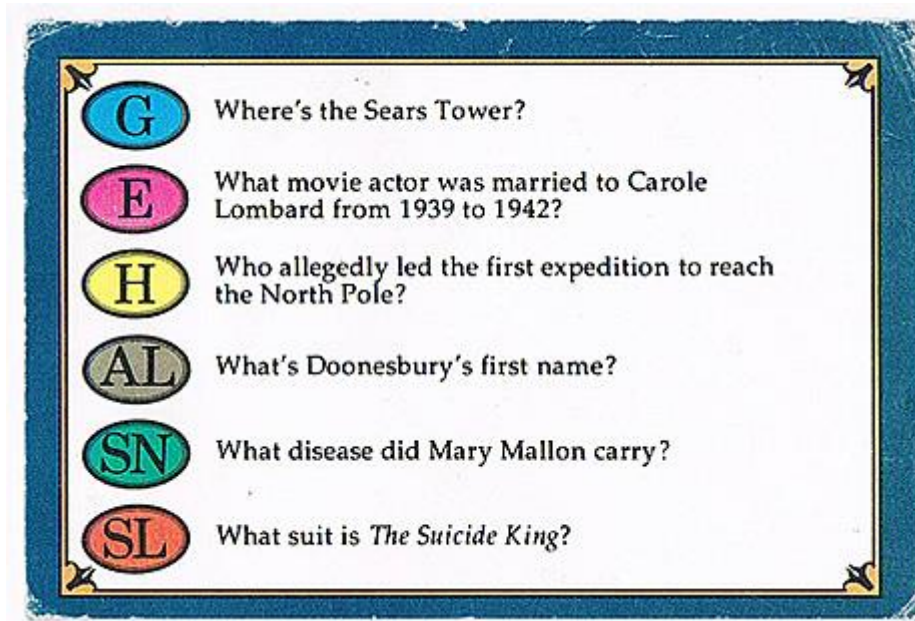 G Where's the Sears Tower?
E What movie actor was married to Carole
Lombard from 1939 to 1942?
H Who allegedly led the first expedition to reach
the North Pole?
AL What's Doonesbury's first name?
SN What disease did Mary Mallon carry?
SL What suit is The Suicide King?